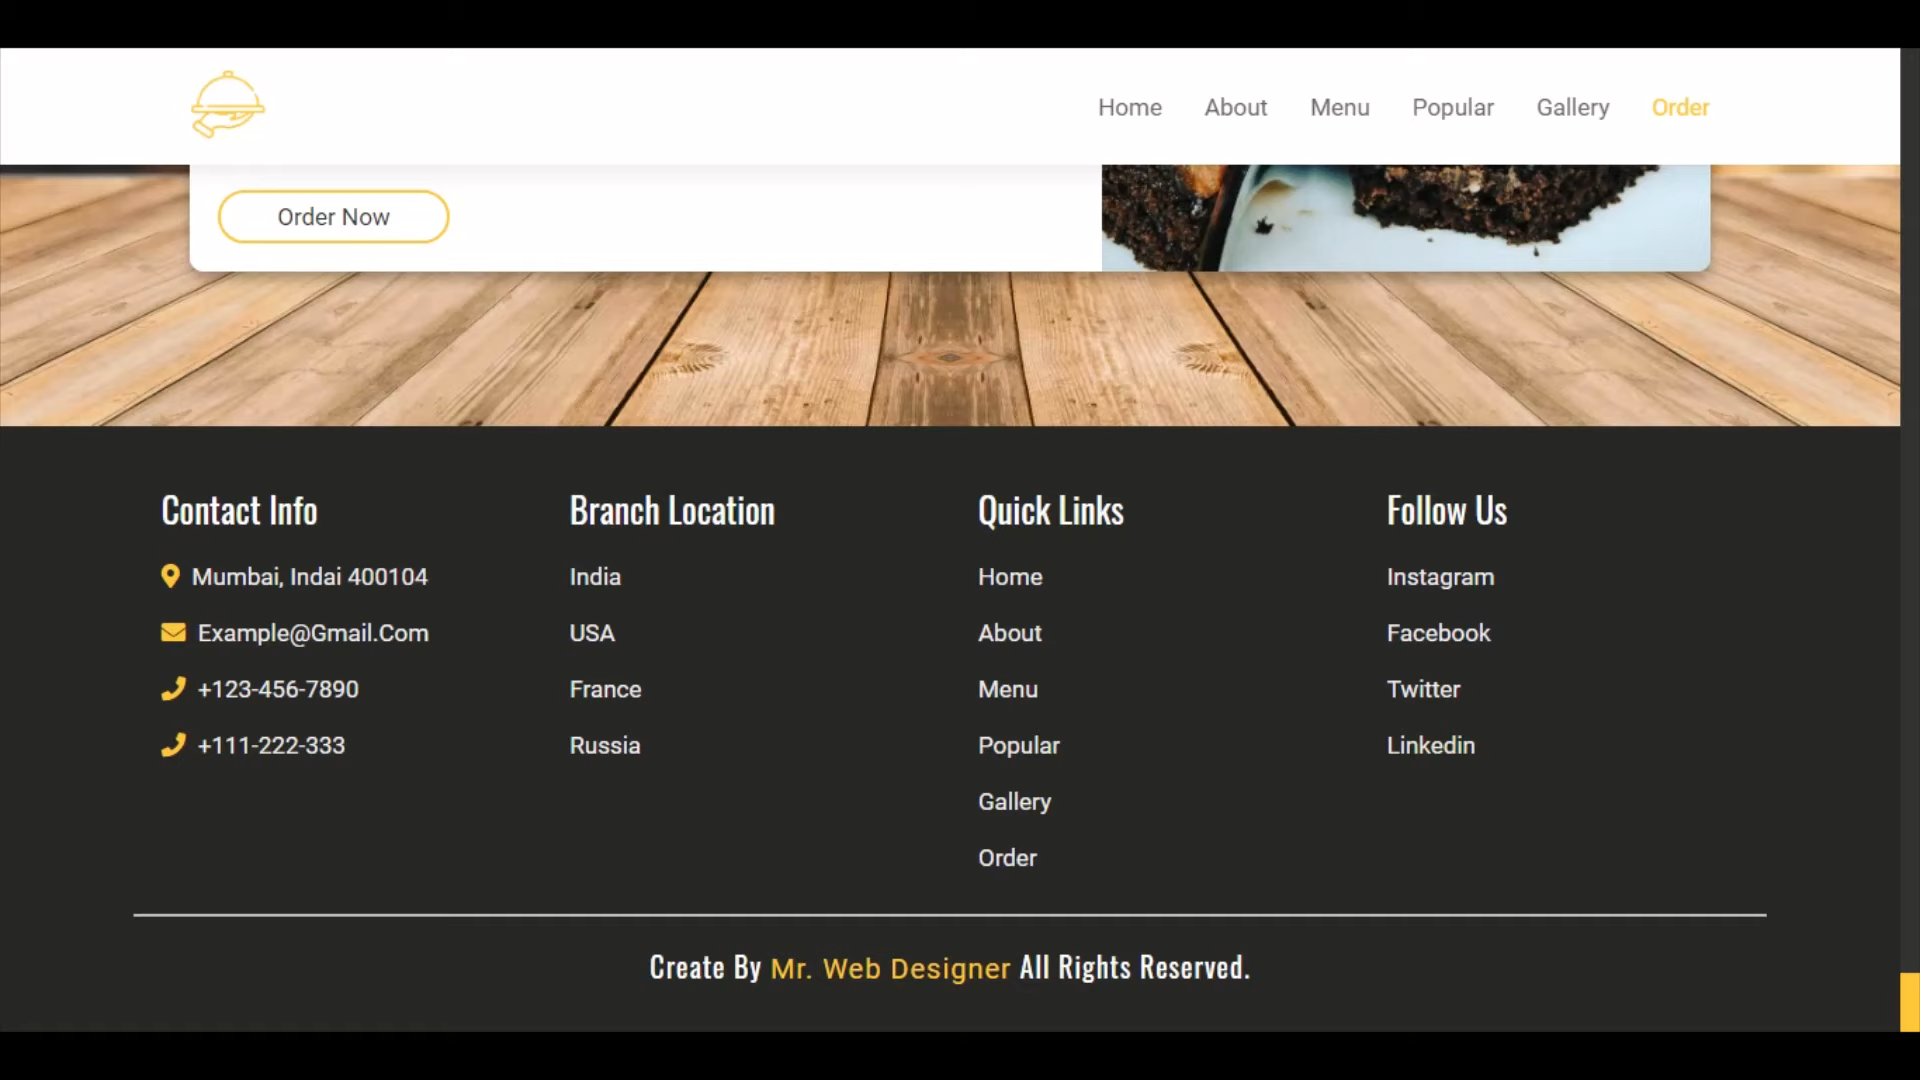 Home About Menu Popular Gallery Order
Order Now
Contact Info
Mumbai, Indai 400104
Example@Gmail.Com
+123-456-7890
+111-222-333
Branch Location
India
USA
France
Russia
Quick Links
Home
About
Menu
Popular
Gallery
Order
Follow Us
Instagram
Facebook
Twitter
Linkedin
Create By Mr. Web Designer All Rights Reserved.